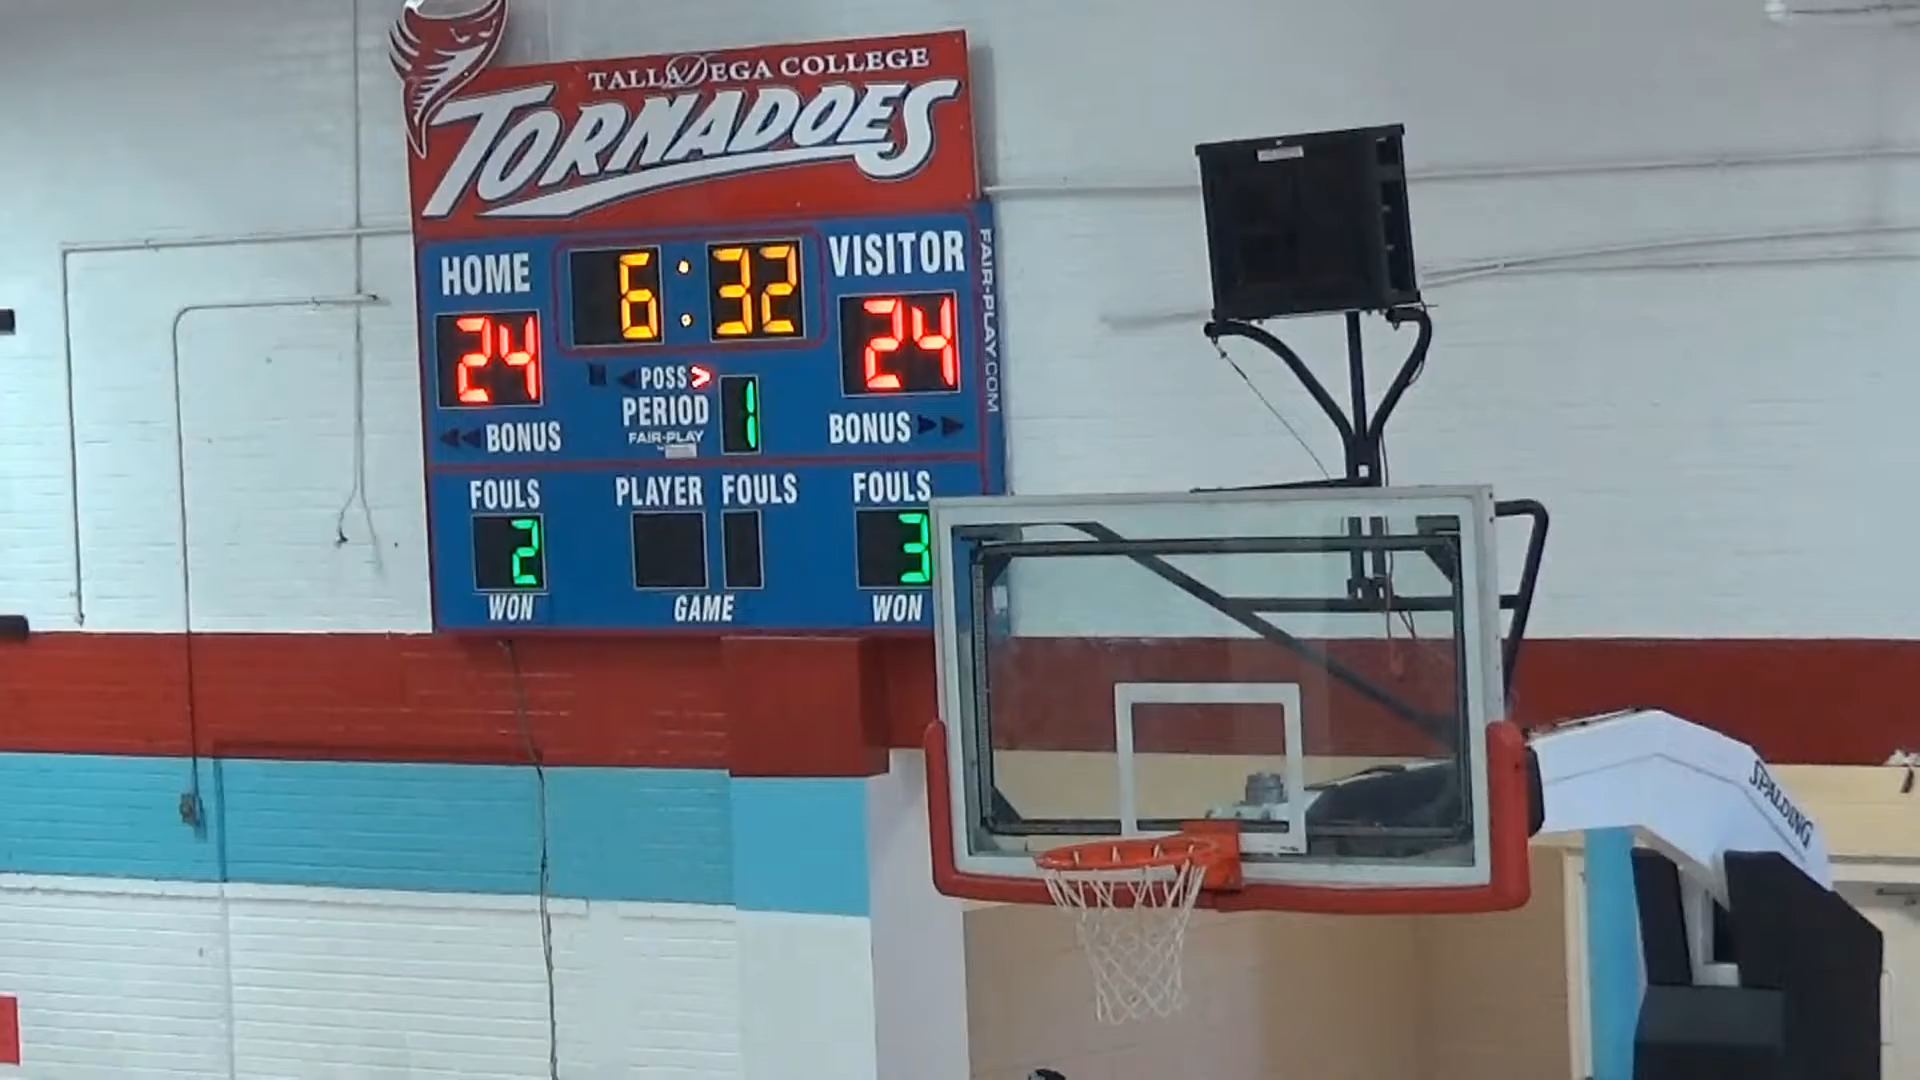 TALLADEGA COLLEGE
TORNADOES
HOME 6:32 VISITOR
24 24
POSS >
PERIOD 1
FAIR-PLAY
BONUS BONUS
FAIR-PLAY.COM
FOULS PLAYER FOULS FOULS
2 3
WON GAME WON
SPALDING